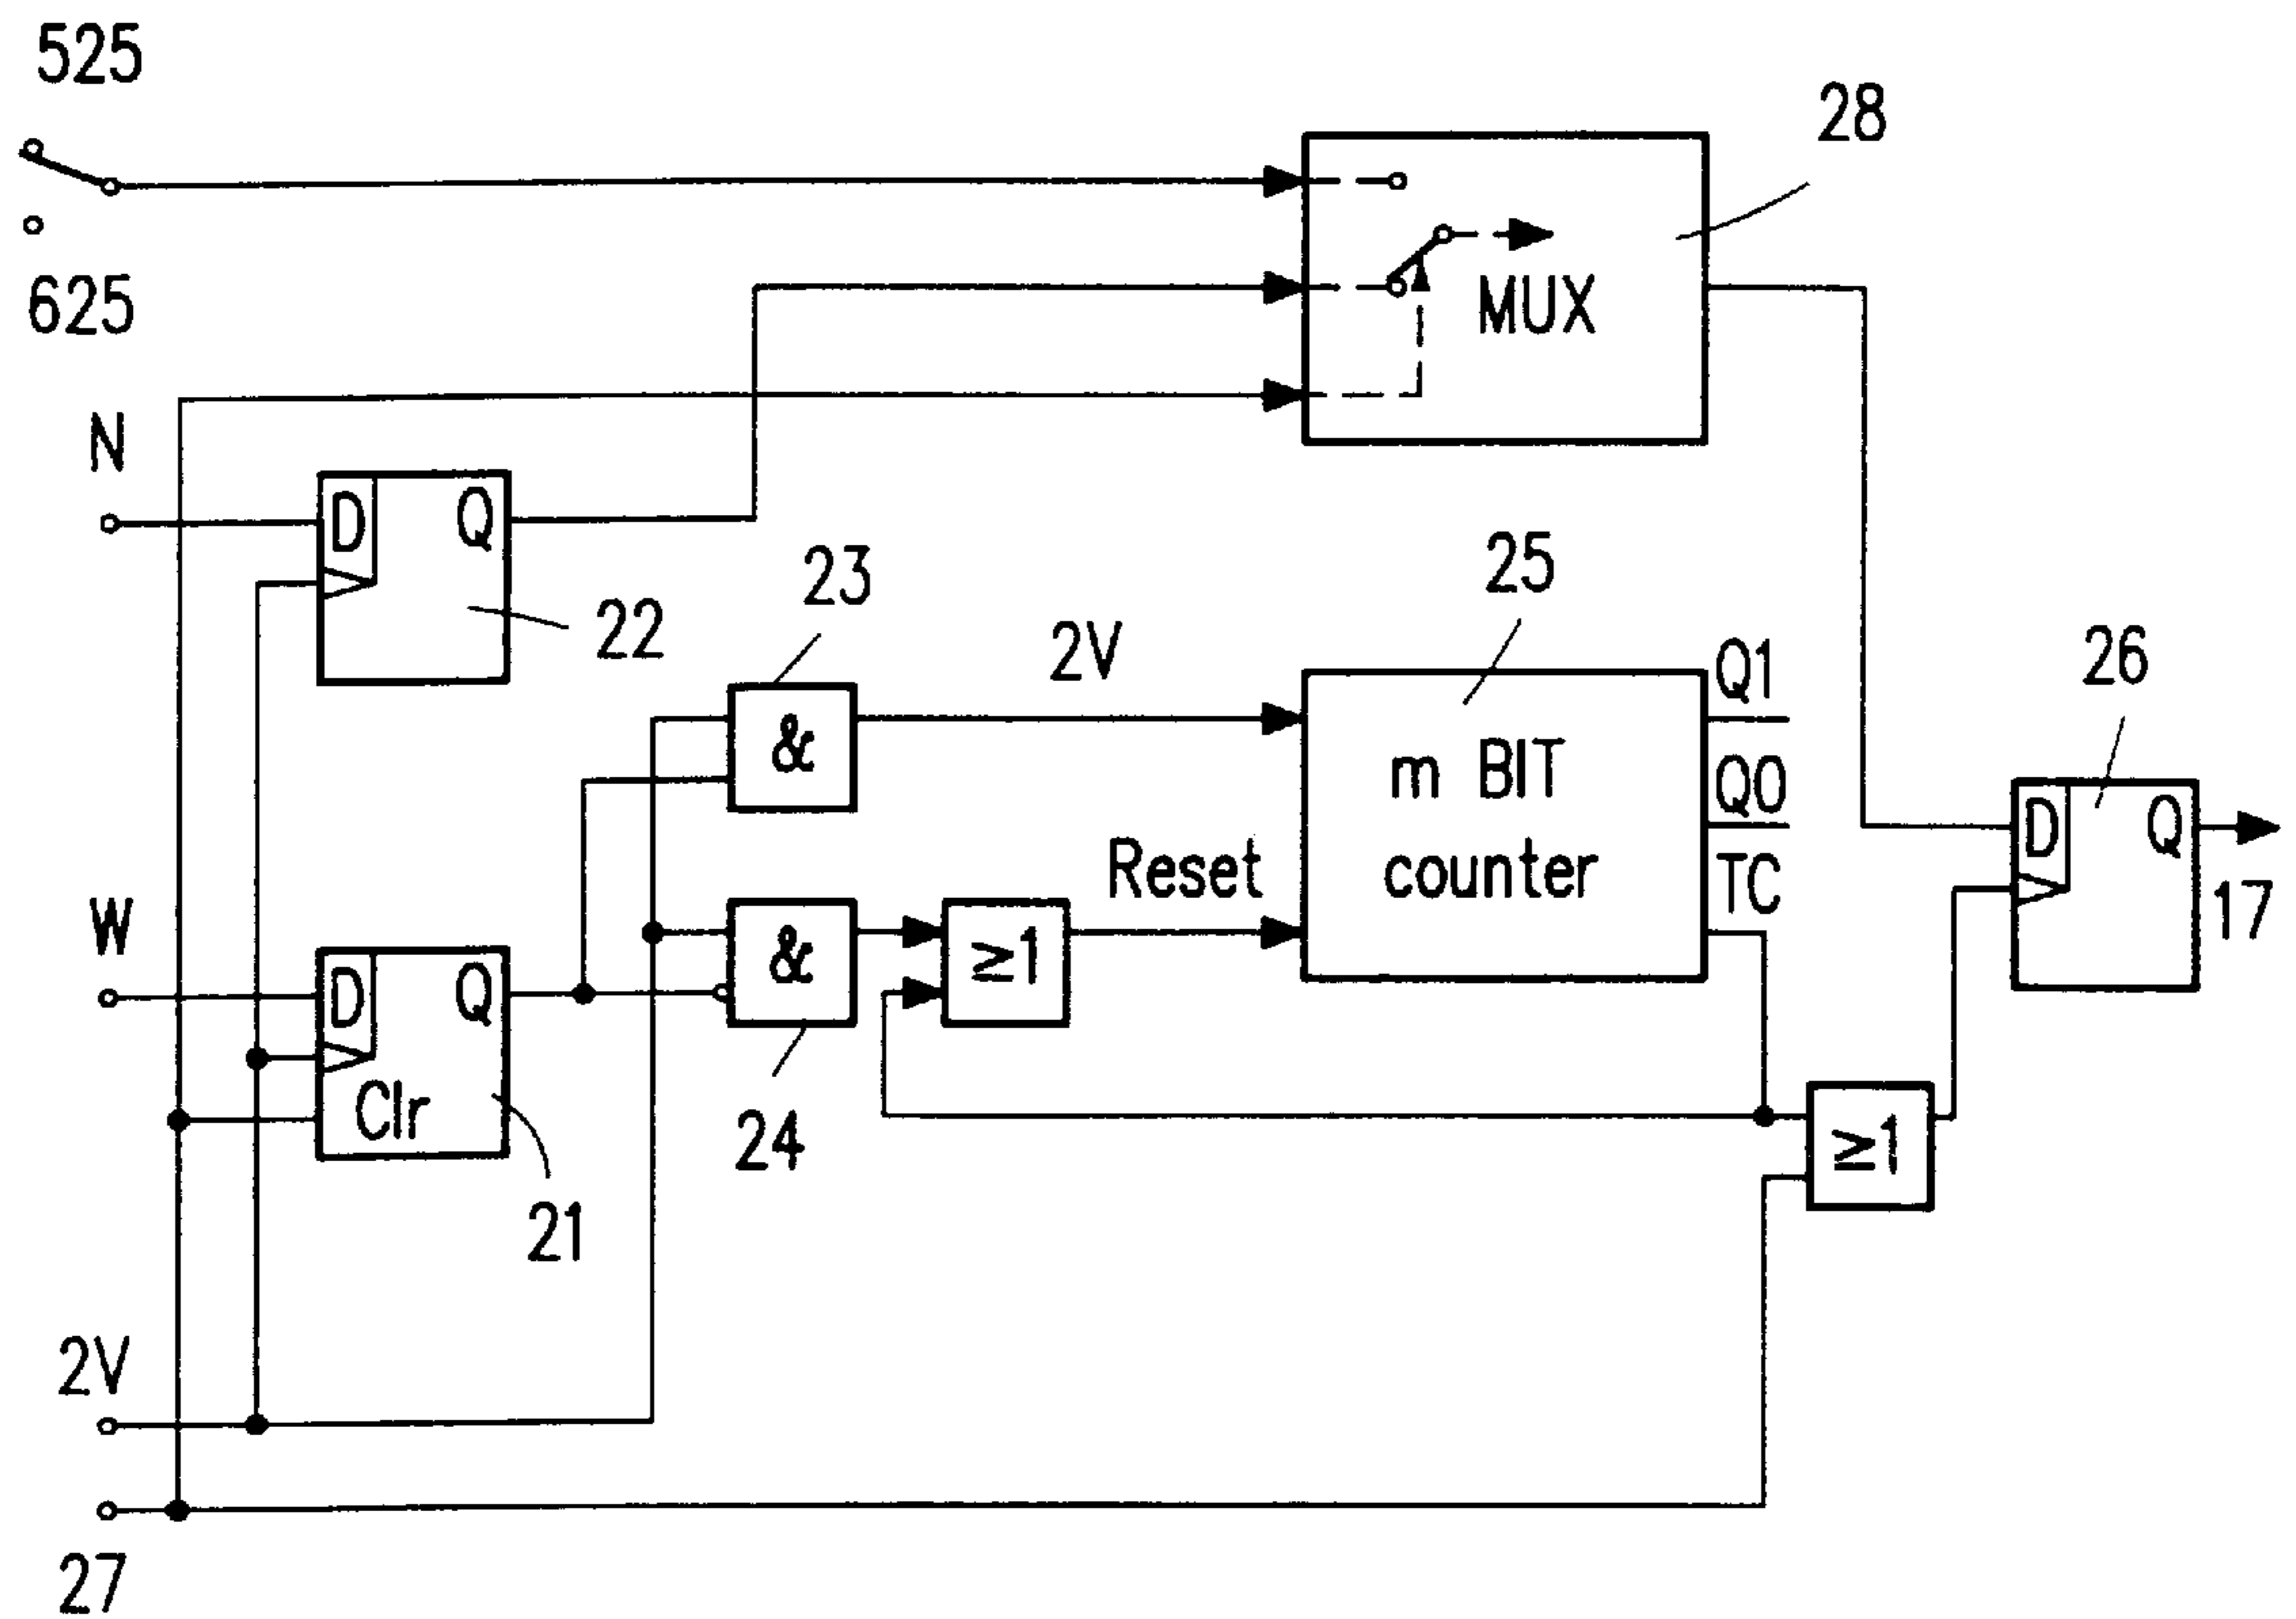 525
28
625
MUX
N
D
Q
22
23
2V
25
Q1
&
m BIT
counter
Q0
TC
26
D
Q
17
W
D
Q
Clr
21
&
24
≥1
Reset
≥1
2V
27